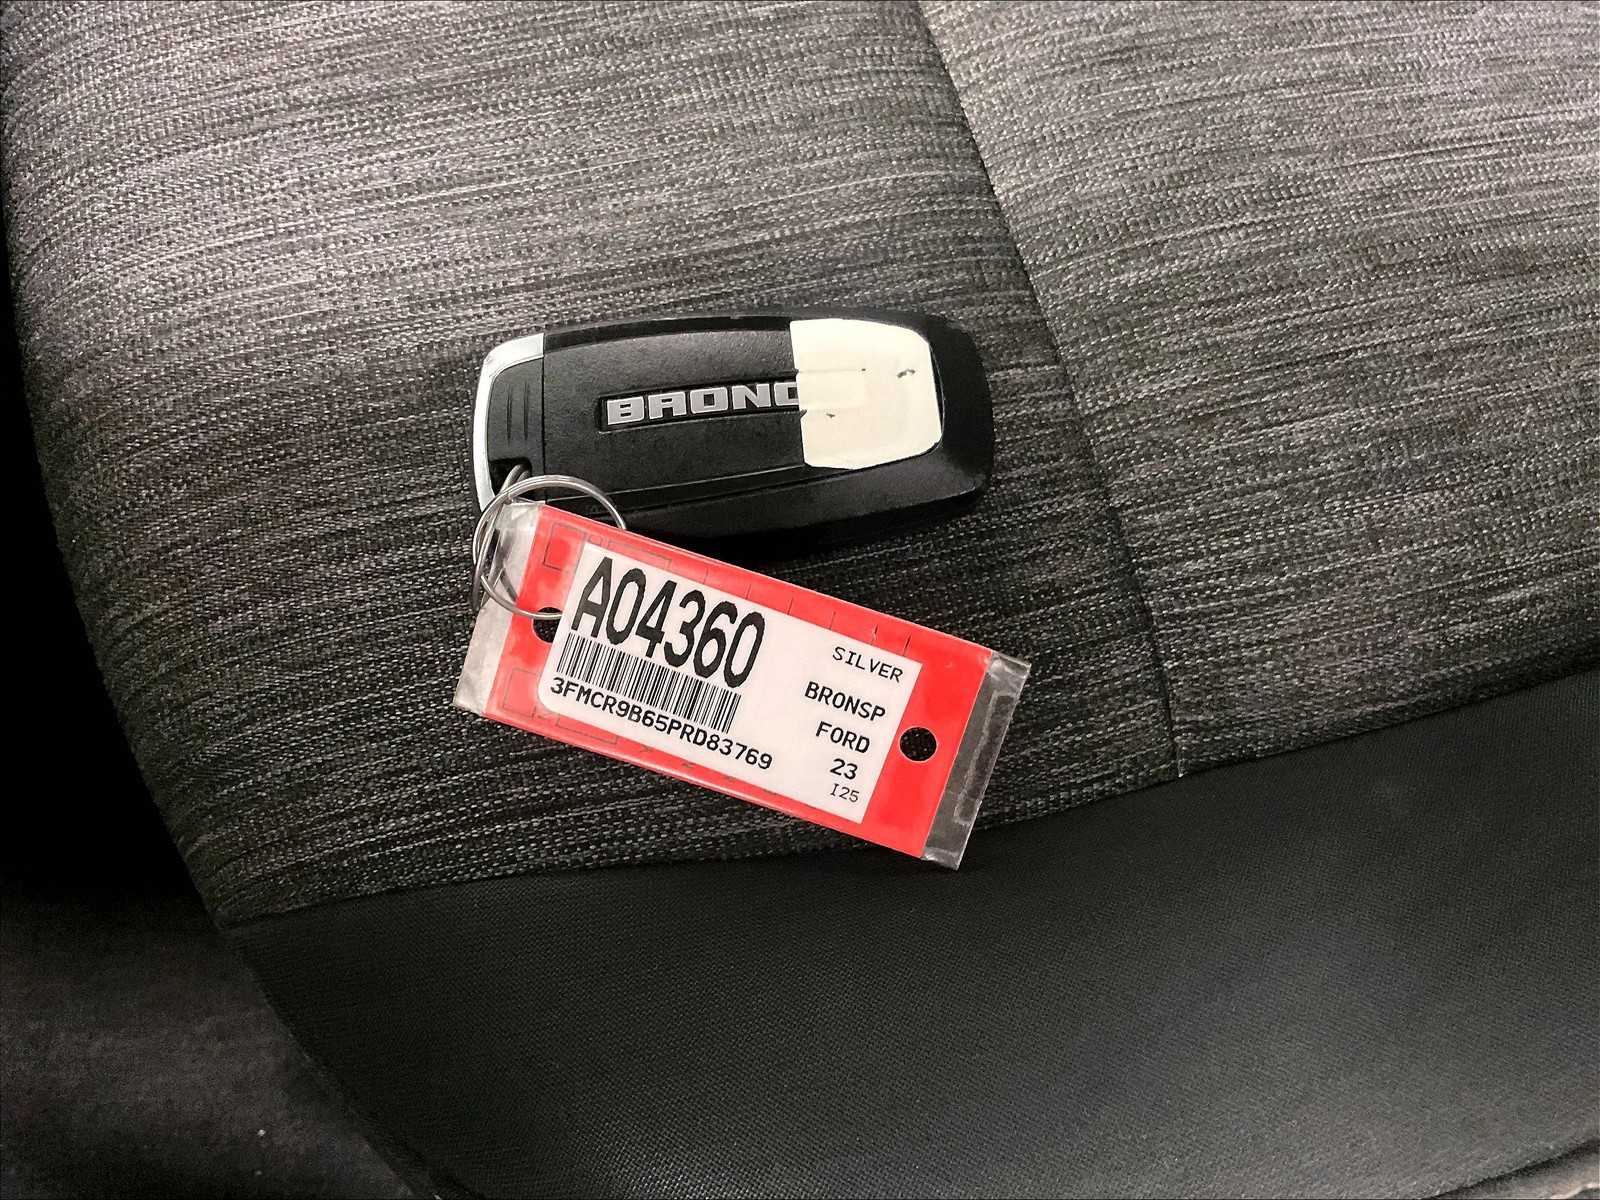 BRONC
A04360
3FMCR9B65PRD83769
SILVER
BRONSP
FORD
23
I25